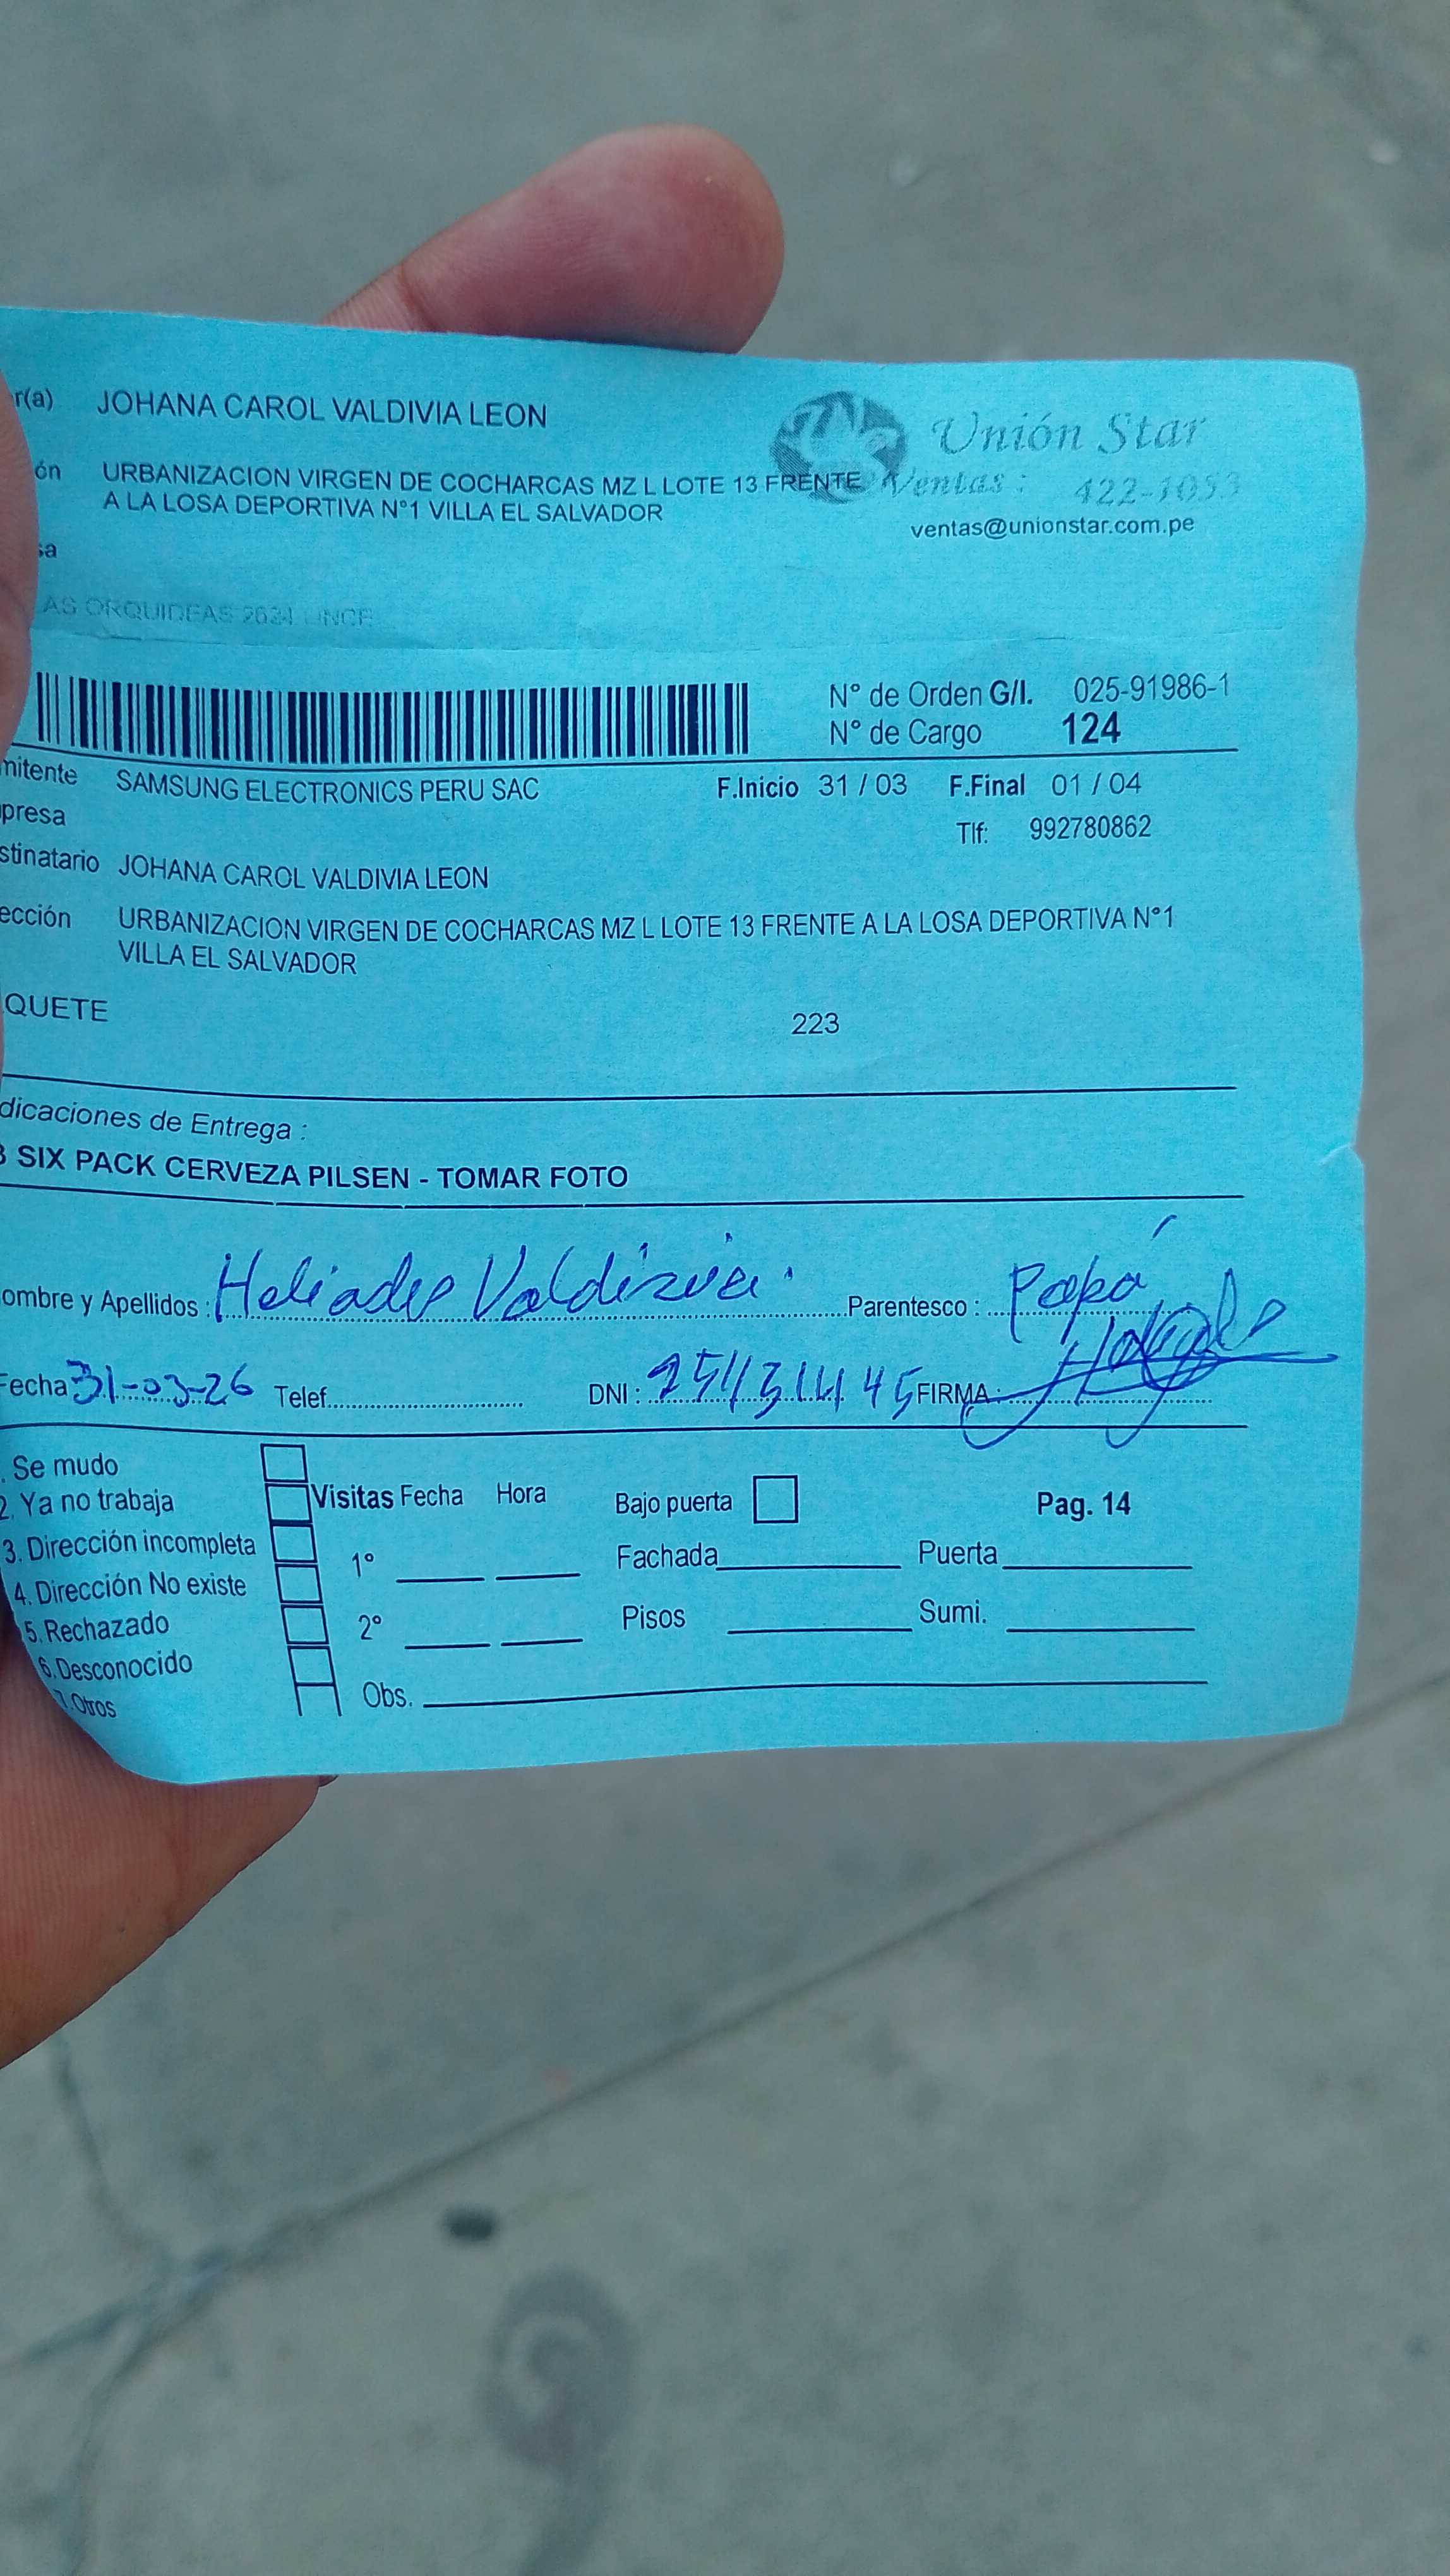 r(a) JOHANA CAROL VALDIVIA LEON
Unión Star
ón URBANIZACION VIRGEN DE COCHARCAS MZ L LOTE 13 FRENTE
Ventas : 422-1053
A LA LOSA DEPORTIVA N°1 VILLA EL SALVADOR
ventas@unionstar.com.pe
sa
AS ORQUIDEAS 2634 LINCE
N° de Orden G/I. 025-91986-1
N° de Cargo 124
mitente SAMSUNG ELECTRONICS PERU SAC F.Inicio 31 / 03 F.Final 01 / 04
presa Tlf: 992780862
stinatario JOHANA CAROL VALDIVIA LEON
ección URBANIZACION VIRGEN DE COCHARCAS MZ L LOTE 13 FRENTE A LA LOSA DEPORTIVA N°1
VILLA EL SALVADOR
QUETE 223
dicaciones de Entrega :
3 SIX PACK CERVEZA PILSEN - TOMAR FOTO
ombre y Apellidos : Heliades Valdivia Parentesco : Papá
Fecha 31-03-26 Telef. DNI : FIRMA
. Se mudo
2. Ya no trabaja Visitas Fecha Hora Bajo puerta Pag. 14
3. Dirección incompleta 1° Fachada Puerta
4. Dirección No existe
5. Rechazado 2° Pisos Sumi.
6. Desconocido
7. Otros Obs.